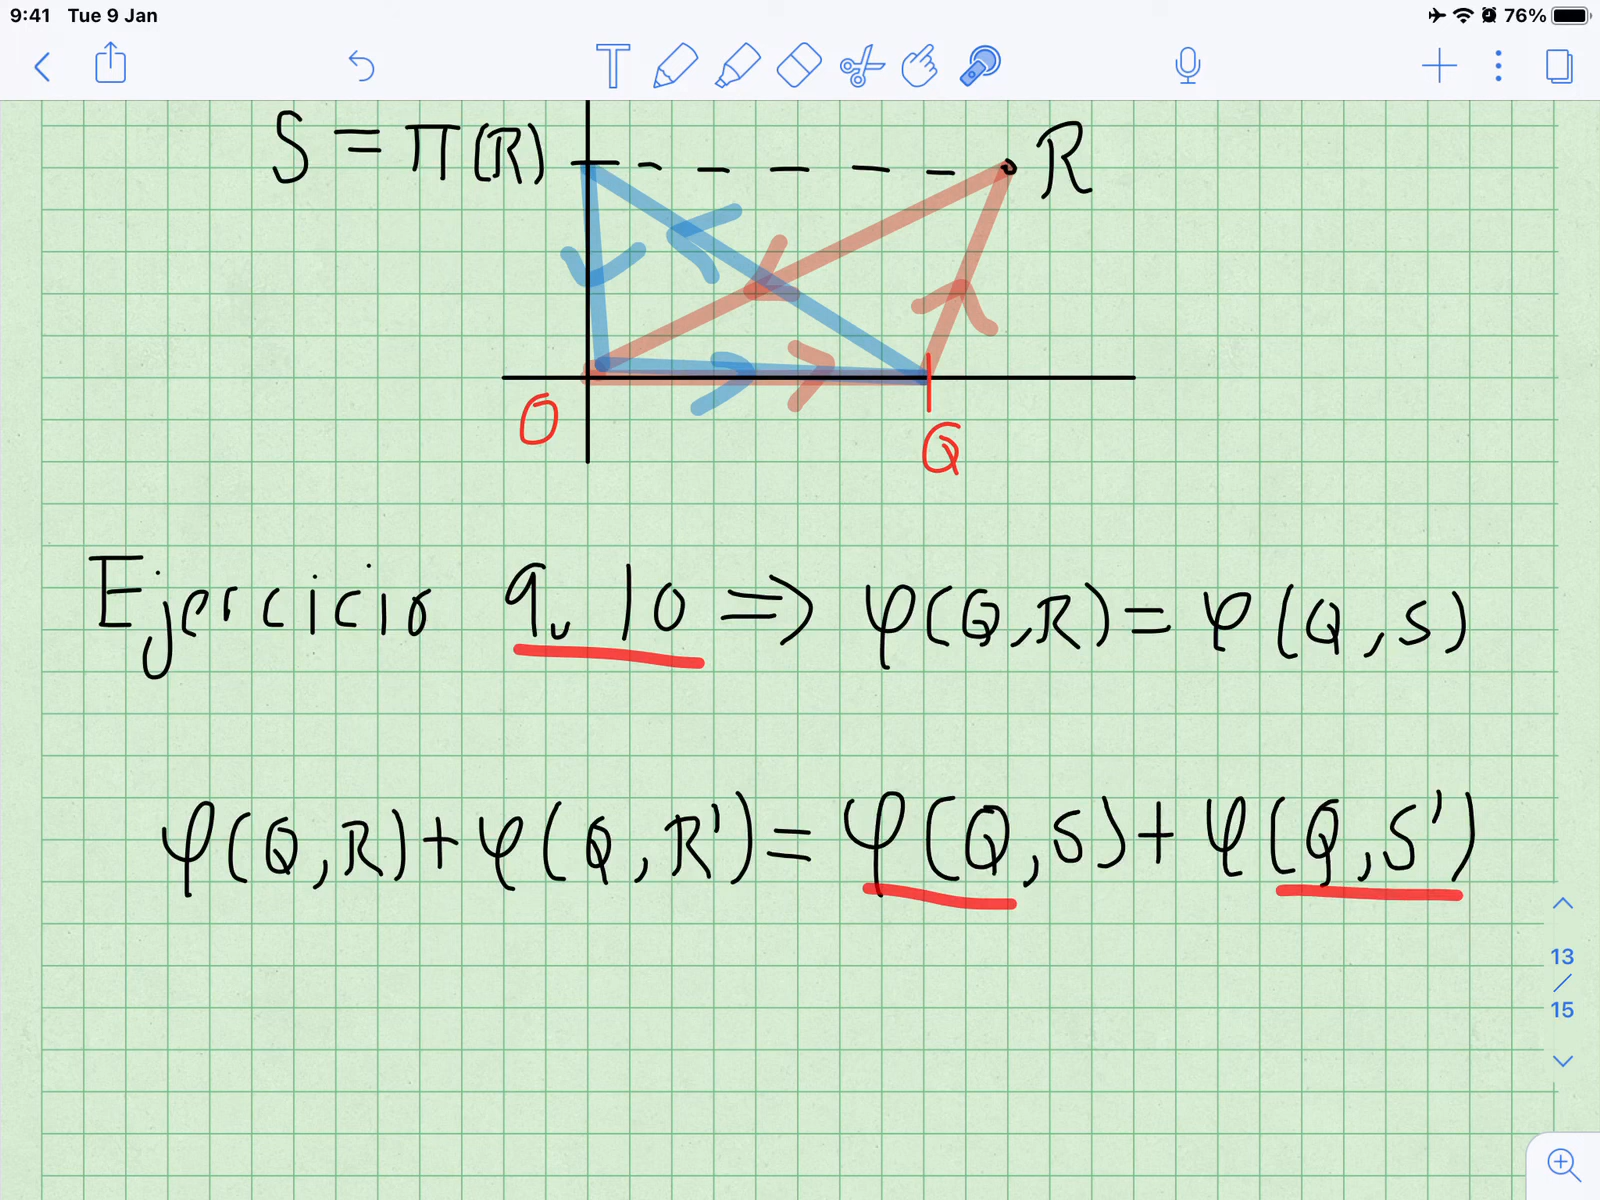 9:41 Tue 9 Jan 76%
S = Π(R) R
O
Q
Ejercicio 9. 10 => φ(Q,R) = φ(Q,S)
φ(Q,R) + φ(Q,R') = φ(Q,S) + φ(Q,S')
13
/
15